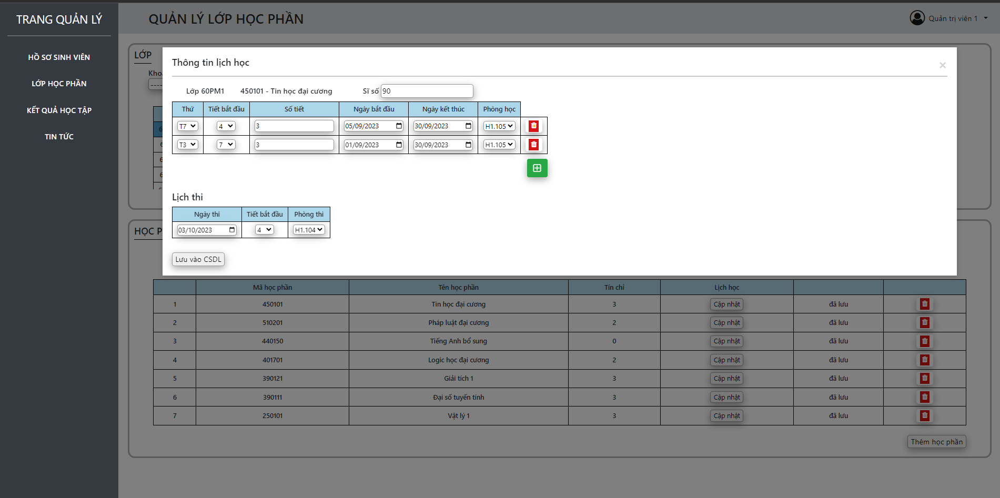 TRANG QUẢN LÝ
HỒ SƠ SINH VIÊN
LỚP HỌC PHẦN
KẾT QUẢ HỌC TẬP
TIN TỨC
QUẢN LÝ LỚP HỌC PHẦN
Quản trị viên 1
LỚP
Thông tin lịch học
×
Lớp 60PM1 450101 - Tin học đại cương Sĩ số 90
Thứ Tiết bắt đầu Số tiết Ngày bắt đầu Ngày kết thúc Phòng học
T7 4 3 05/09/2023 30/09/2023 H1.105
T3 7 3 01/09/2023 30/09/2023 H1.105
Lịch thi
Ngày thi Tiết bắt đầu Phòng thi
03/10/2023 4 H1.104
Lưu vào CSDL
HỌC P
Mã học phần Tên học phần Tín chỉ Lịch học
1 450101 Tin học đại cương 3 Cập nhật đã lưu
2 510201 Pháp luật đại cương 2 Cập nhật đã lưu
3 440150 Tiếng Anh bổ sung 0 Cập nhật đã lưu
4 401701 Logic học đại cương 2 Cập nhật đã lưu
5 390121 Giải tích 1 3 Cập nhật đã lưu
6 390111 Đại số tuyến tính 3 Cập nhật đã lưu
7 250101 Vật lý 1 3 Cập nhật đã lưu
Thêm học phần